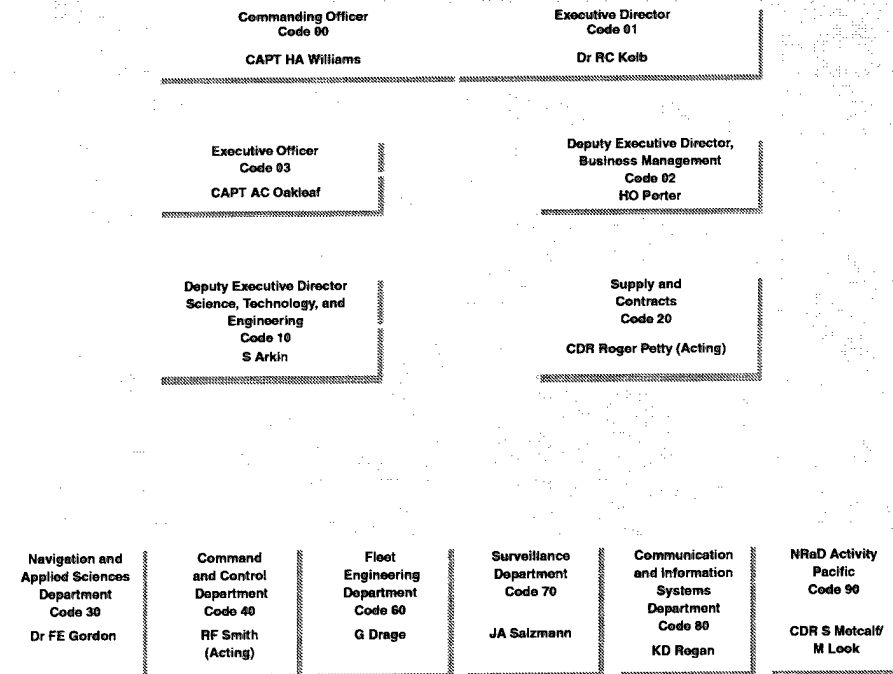 Commanding Officer
Code 00
CAPT HA Williams
Executive Director
Code 01
Dr RC Kolb
Executive Officer
Code 03
CAPT AC Oakleaf
Deputy Executive Director,
Business Management
Code 02
HO Porter
Deputy Executive Director
Science, Technology, and
Engineering
Code 10
S Arkin
Supply and
Contracts
Code 20
CDR Roger Petty (Acting)
Navigation and
Applied Sciences
Department
Code 30
Dr FE Gordon
Command
and Control
Department
Code 40
RF Smith
(Acting)
Fleet
Engineering
Department
Code 60
G Drage
Surveillance
Department
Code 70
JA Salzmann
Communication
and Information
Systems
Department
Code 80
KD Regan
NRaD Activity
Pacific
Code 90
CDR S Metcalf/
M Look